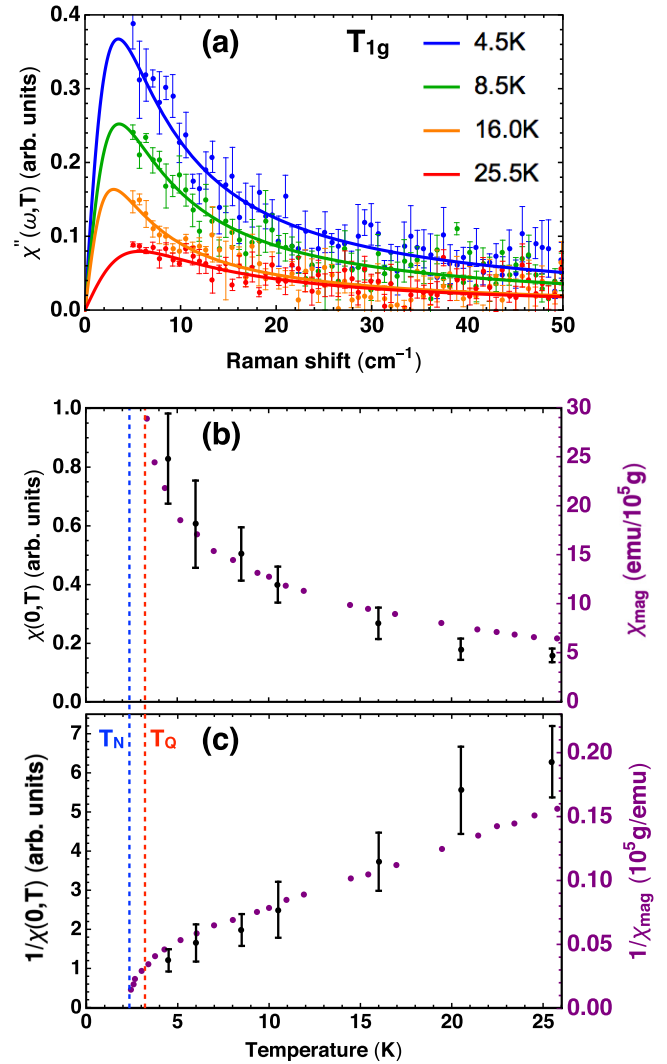 (a)
T1g
4.5K
8.5K
16.0K
25.5K
χ''(ω,T) (arb. units)
0.4
0.3
0.2
0.1
0.0
0 10 20 30 40 50
Raman shift (cm⁻¹)
(b)
χ(0,T) (arb. units)
1.0
0.8
0.6
0.4
0.2
0.0
30
25
20
15
10
5
0
χmag (emu/10⁵g)
(c)
TN TQ
1/χ(0,T) (arb. units)
7
6
5
4
3
2
1
0
0.20
0.15
0.10
0.05
0.00
1/χmag (10⁵g/emu)
0 5 10 15 20 25
Temperature (K)